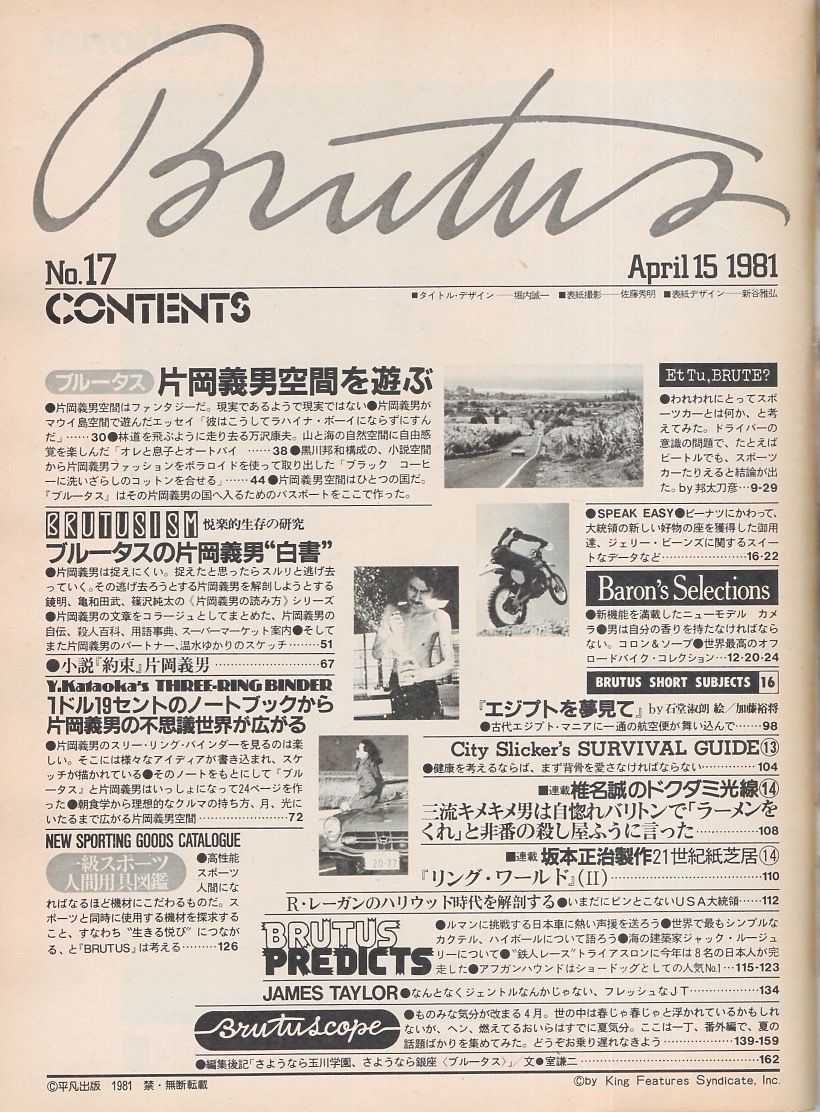 Brutus
No.17
April 15 1981
CONTENTS
■タイトル・デザイン──堀内誠一 ■表紙撮影──佐藤秀明 ■表紙デザイン──新谷雅弘
ブルータス 片岡義男空間を遊ぶ
●片岡義男空間はファンタジーだ。現実であるようで現実ではない●片岡義男が
マウイ島空間で遊んだエッセイ「彼はこうしてラハイナ・ボーイにならずにすん
だ」……30●林道を飛ぶように走り去る万沢康夫。山と海の自然空間に自由感
覚を楽しんだ「オレと息子とオートバイ ……38●黒川邦和構成の、小説空間
から片岡義男ファッションをポラロイドを使って取り出した「ブラック コーヒ
ーに洗いざらしのコットンを合せる」……44●片岡義男空間はひとつの国だ。
『ブルータス』はその片岡義男の国へ入るためのパスポートをここで作った。
BRUTUSISM 悦楽的生存の研究
ブルータスの片岡義男“白書”
●片岡義男は捉えにくい。捉えたと思ったらスルリと逃げ去
っていく。その逃げ去ろうとする片岡義男を解剖しようとする
鏡明、亀和田武、篠沢純太の《片岡義男の読み方》シリーズ
●片岡義男の文章をコラージュとしてまとめた、片岡義男の
自伝、殺人百科、用語事典、スーパーマーケット案内●そして
また片岡義男のパートナー、温水ゆかりのスケッチ………51
●小説『約束』片岡義男………67
Y.Kataoka's THREE-RING BINDER
1ドル19セントのノートブックから
片岡義男の不思議世界が広がる
●片岡義男のスリー・リング・バインダーを見るのは楽
しい。そこには様々なアイディアが書き込まれ、スケ
ッチが描かれている●そのノートをもとにして『ブル
ータス』と片岡義男はいっしょになって24ページを作
った●朝食学から理想的なクルマの持ち方、月、光に
いたるまで広がる片岡義男空間………72
NEW SPORTING GOODS CATALOGUE
一級スポーツ
人間用具図鑑
●高性能
スポーツ
人間にな
ればなるほど機材にこだわるものだ。ス
ポーツと同時に使用する機材を探求する
こと、すなわち“生きる悦び”につなが
る、と『BRUTUS』は考える………126
20-77
Et Tu, BRUTE?
●われわれにとってスポ
ーツカーとは何か、と考
えてみた。ドライバーの
意識の問題で、たとえば
ビートルでも、スポーツ
カーたりえると結論が出
た。by 邦太刀彦…9-29
●SPEAK EASY●ピーナツにかわって、
大統領の新しい好物の座を獲得した御用
達、ジェリー・ビーンズに関するスイー
トなデータなど………16・22
Baron's Selections
●新機能を満載したニューモデル カメ
ラ●男は自分の香りを持たなければなら
ない。コロン＆ソープ●世界最高のオフ
ロードバイク・コレクション…12・20・24
BRUTUS SHORT SUBJECTS 16
『エジプトを夢見て』by 石堂淑朗 絵／加藤裕将
●古代エジプト・マニアに一通の航空便が舞い込んで……98
City Slicker's SURVIVAL GUIDE⑬
●健康を考えるならば、まず背骨を愛さなければならない………104
■連載 椎名誠のドクダミ光線⑭
三流キメキメ男は自惚れバリトンで「ラーメンを
くれ」と非番の殺し屋ふうに言った………108
■連載 坂本正治製作21世紀紙芝居⑭
『リング・ワールド』(II)………110
R・レーガンのハリウッド時代を解剖する●いまだにピンとこないUSA大統領……112
BRUTUS
PREDICTS
●ルマンに挑戦する日本車に熱い声援を送ろう●世界で最もシンプルな
カクテル、ハイボールについて語ろう●海の建築家ジャック・ルージュ
リーについて●“鉄人レース”トライアスロンに今年は8名の日本人が完
走した●アフガンハウンドはショードッグとしての人気No.1…115-123
JAMES TAYLOR●なんとなくジェントルなんかじゃない、フレッシュなJT………134
Brutuscope
●ものみな気分が改まる4月。世の中は春じゃ春じゃと浮かれているかもしれ
ないが、ヘン、燃えてるおいらはすでに夏気分。ここは一丁、番外編で、夏の
話題ばかりを集めてみた。どうぞお乗り遅れなきよう………139-159
●編集後記「さようなら玉川学園、さようなら銀座〈ブルータス〉」／文●室謙二………162
©平凡出版 1981 禁・無断転載
©by King Features Syndicate, Inc.